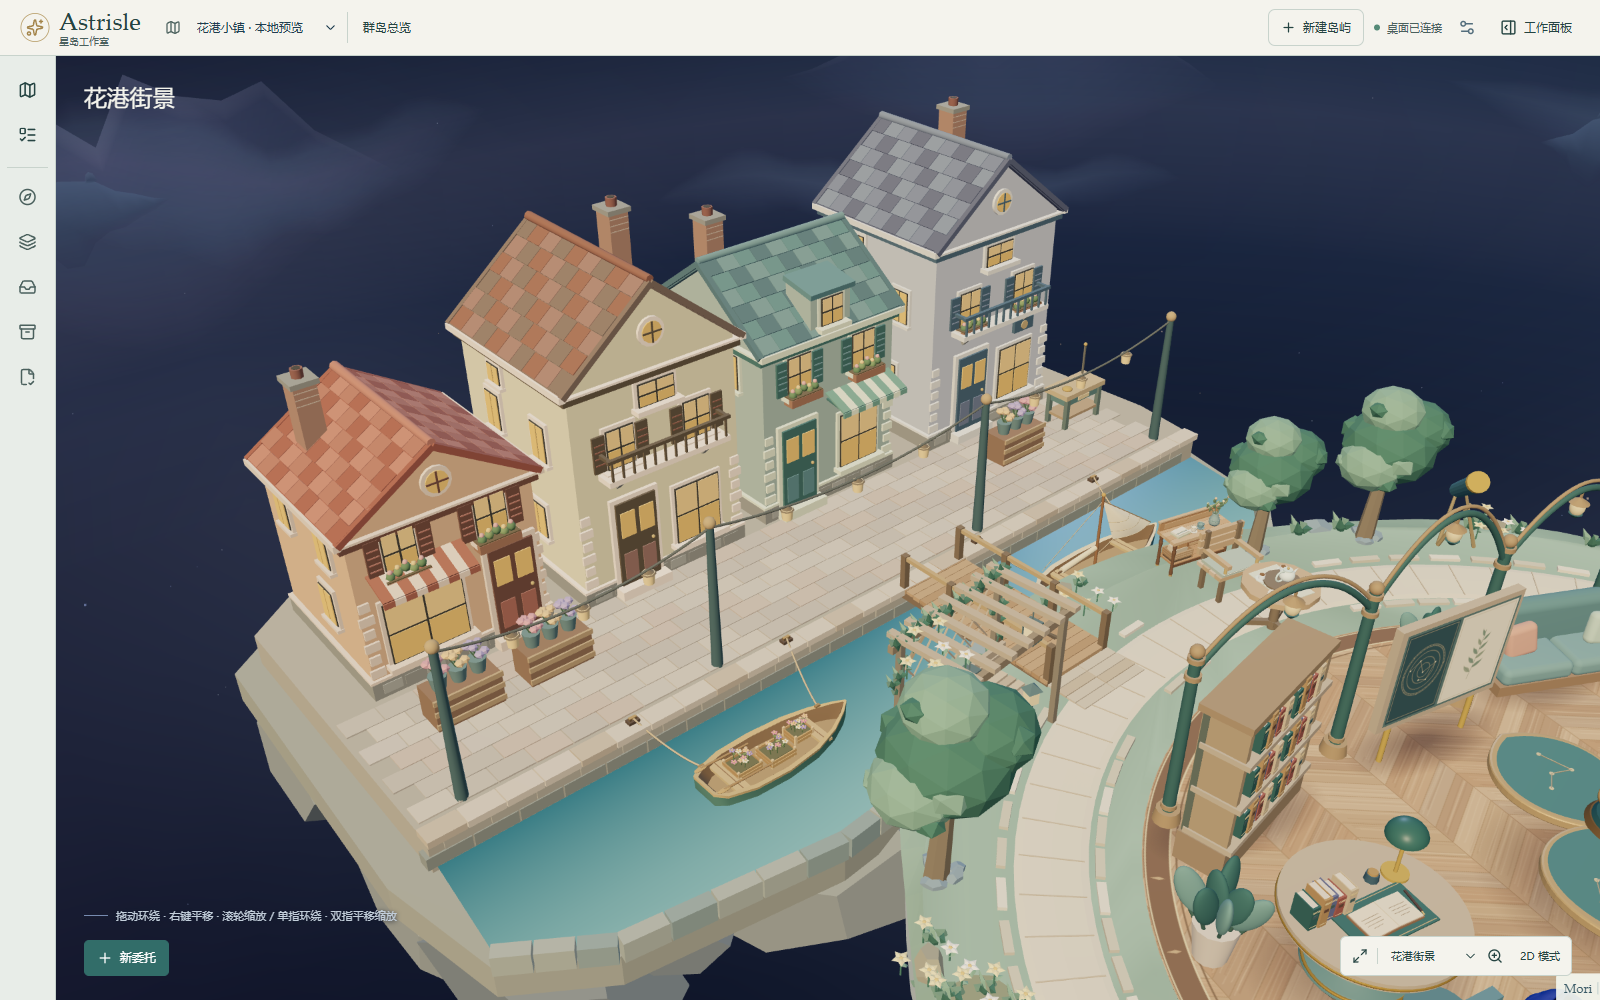 Astrisle
星岛工作室
花港小镇 · 本地预览
群岛总览
新建岛屿
桌面已连接
工作面板
花港街景
拖动环绕 · 右键平移 · 滚轮缩放 / 单指环绕 · 双指平移缩放
新委托
花港街景
2D 模式
Mori